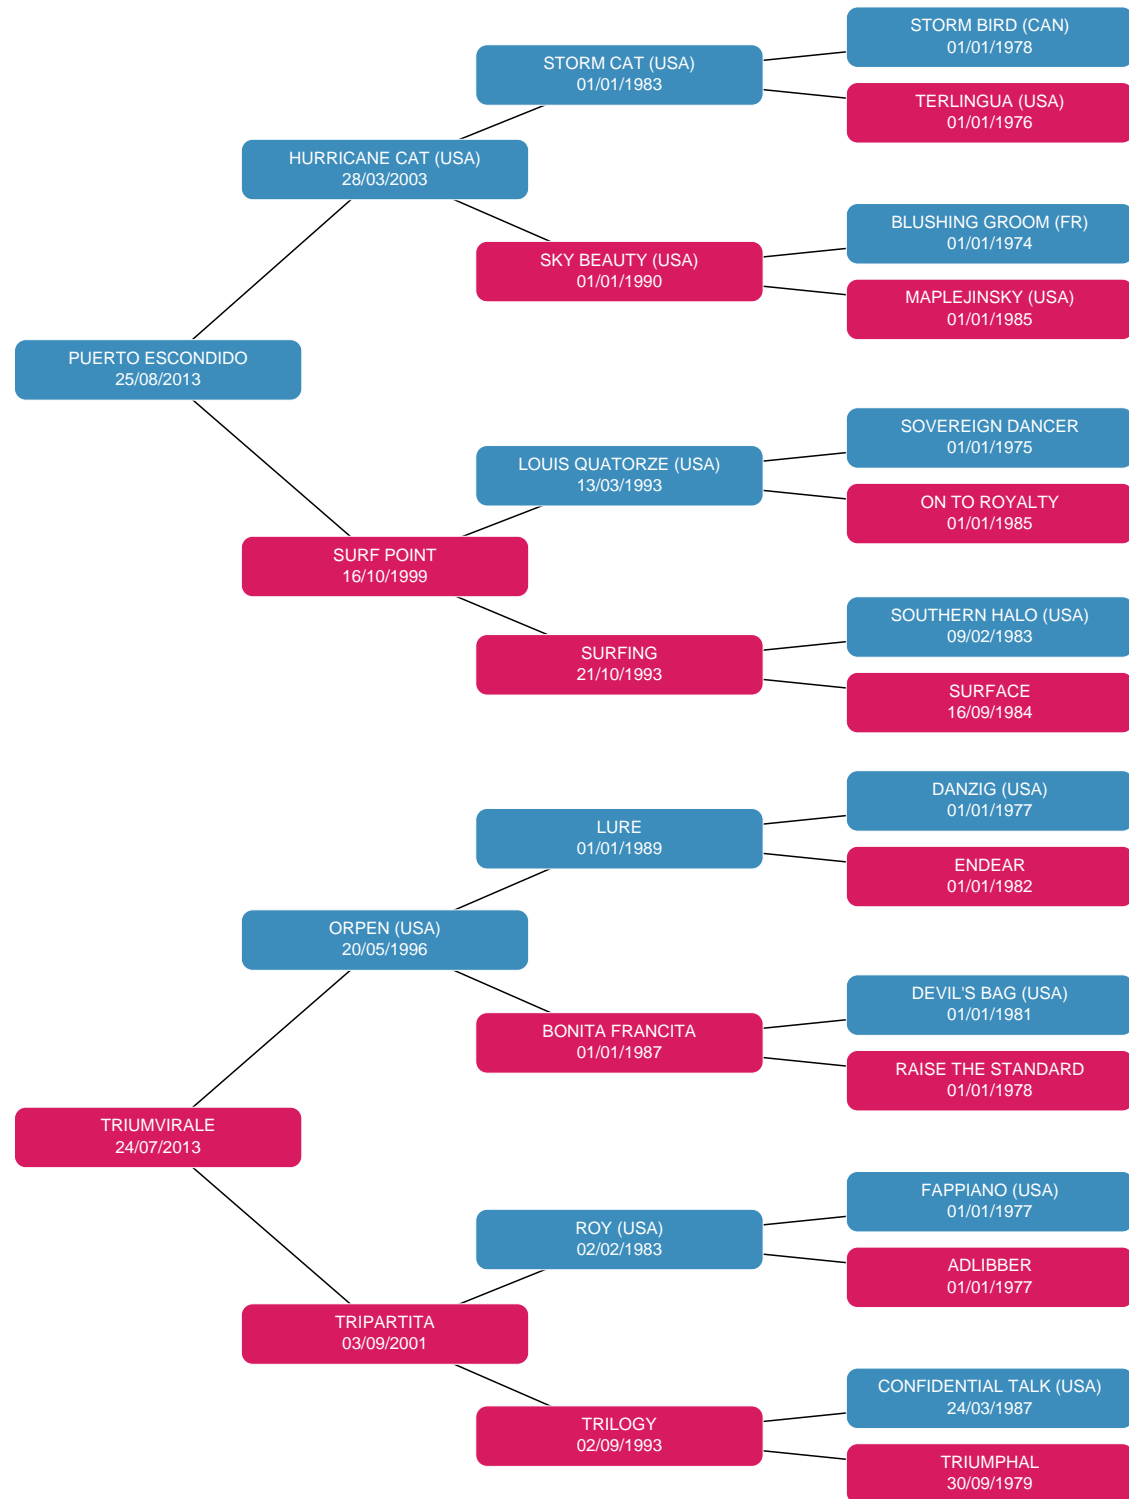 STORM BIRD (CAN)
01/01/1978
STORM CAT (USA)
01/01/1983
TERLINGUA (USA)
01/01/1976
HURRICANE CAT (USA)
28/03/2003
BLUSHING GROOM (FR)
01/01/1974
SKY BEAUTY (USA)
01/01/1990
MAPLEJINSKY (USA)
01/01/1985
PUERTO ESCONDIDO
25/08/2013
SOVEREIGN DANCER
01/01/1975
LOUIS QUATORZE (USA)
13/03/1993
ON TO ROYALTY
01/01/1985
SURF POINT
16/10/1999
SOUTHERN HALO (USA)
09/02/1983
SURFING
21/10/1993
SURFACE
16/09/1984
DANZIG (USA)
01/01/1977
LURE
01/01/1989
ENDEAR
01/01/1982
ORPEN (USA)
20/05/1996
DEVIL'S BAG (USA)
01/01/1981
BONITA FRANCITA
01/01/1987
RAISE THE STANDARD
01/01/1978
TRIUMVIRALE
24/07/2013
FAPPIANO (USA)
01/01/1977
ROY (USA)
02/02/1983
ADLIBBER
01/01/1977
TRIPARTITA
03/09/2001
CONFIDENTIAL TALK (USA)
24/03/1987
TRILOGY
02/09/1993
TRIUMPHAL
30/09/1979